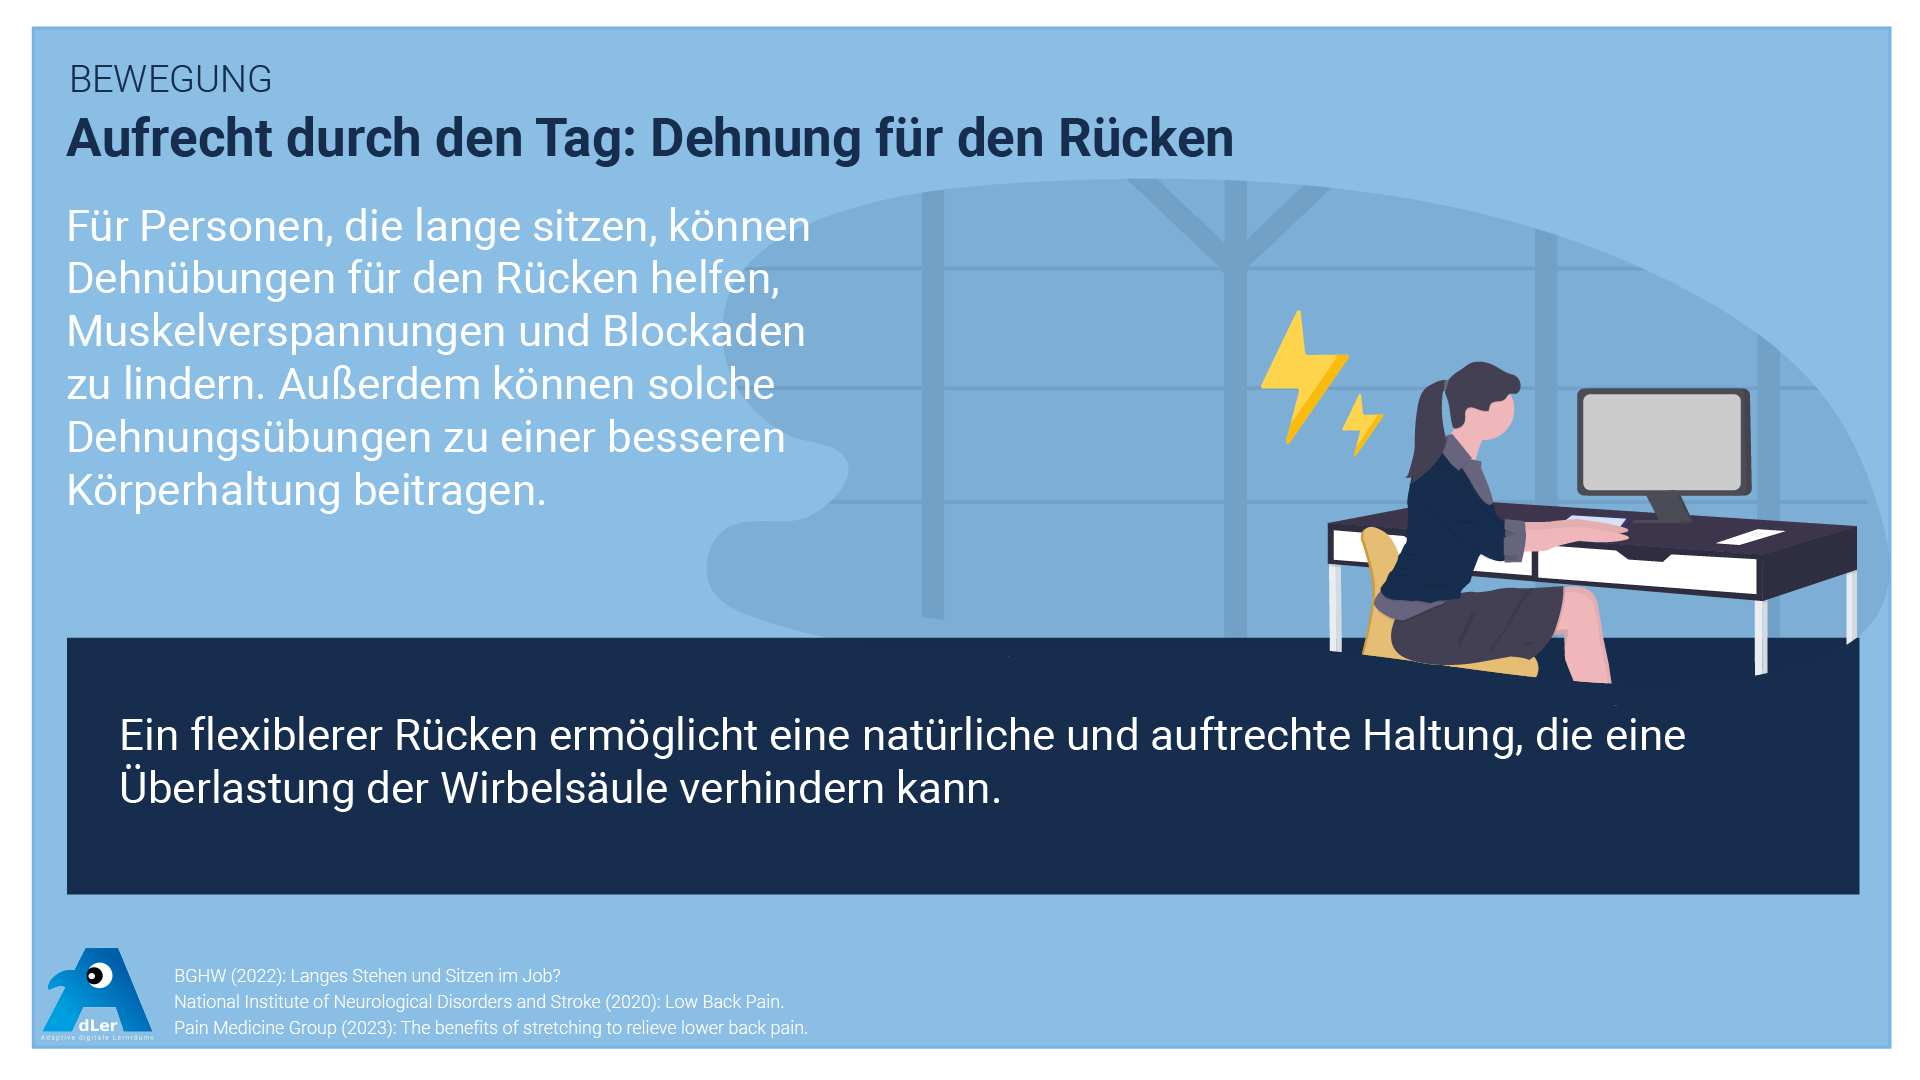 BEWEGUNG
Aufrecht durch den Tag: Dehnung für den Rücken
Für Personen, die lange sitzen, können
Dehnübungen für den Rücken helfen,
Muskelverspannungen und Blockaden
zu lindern. Außerdem können solche
Dehnungsübungen zu einer besseren
Körperhaltung beitragen.
Ein flexiblerer Rücken ermöglicht eine natürliche und auftrechte Haltung, die eine
Überlastung der Wirbelsäule verhindern kann.
dLer
Adaptive digitale Lernräume
BGHW (2022): Langes Stehen und Sitzen im Job?
National Institute of Neurological Disorders and Stroke (2020): Low Back Pain.
Pain Medicine Group (2023): The benefits of stretching to relieve lower back pain.